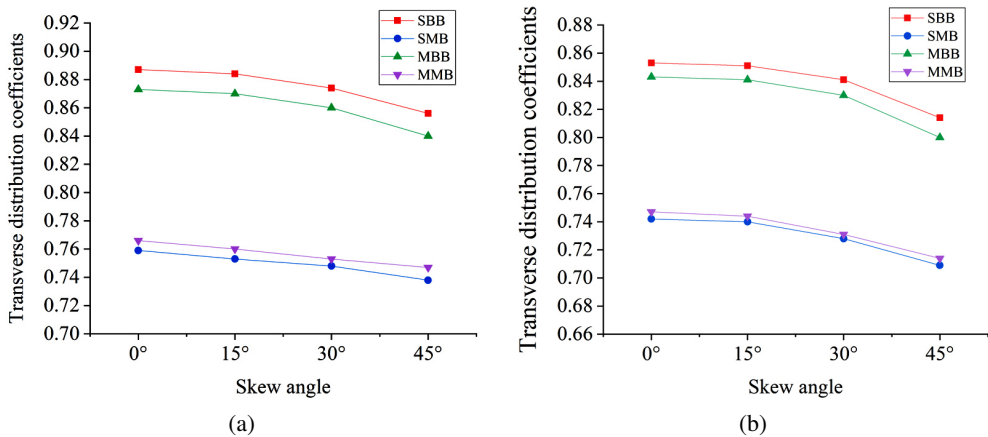 Transverse distribution coefficients
0.92
0.90
0.88
0.86
0.84
0.82
0.80
0.78
0.76
0.74
0.72
0.70
0°
15°
30°
45°
Skew angle
SBB
SMB
MBB
MMB
(a)
Transverse distribution coefficients
0.88
0.86
0.84
0.82
0.80
0.78
0.76
0.74
0.72
0.70
0.68
0.66
0°
15°
30°
45°
Skew angle
SBB
SMB
MBB
MMB
(b)